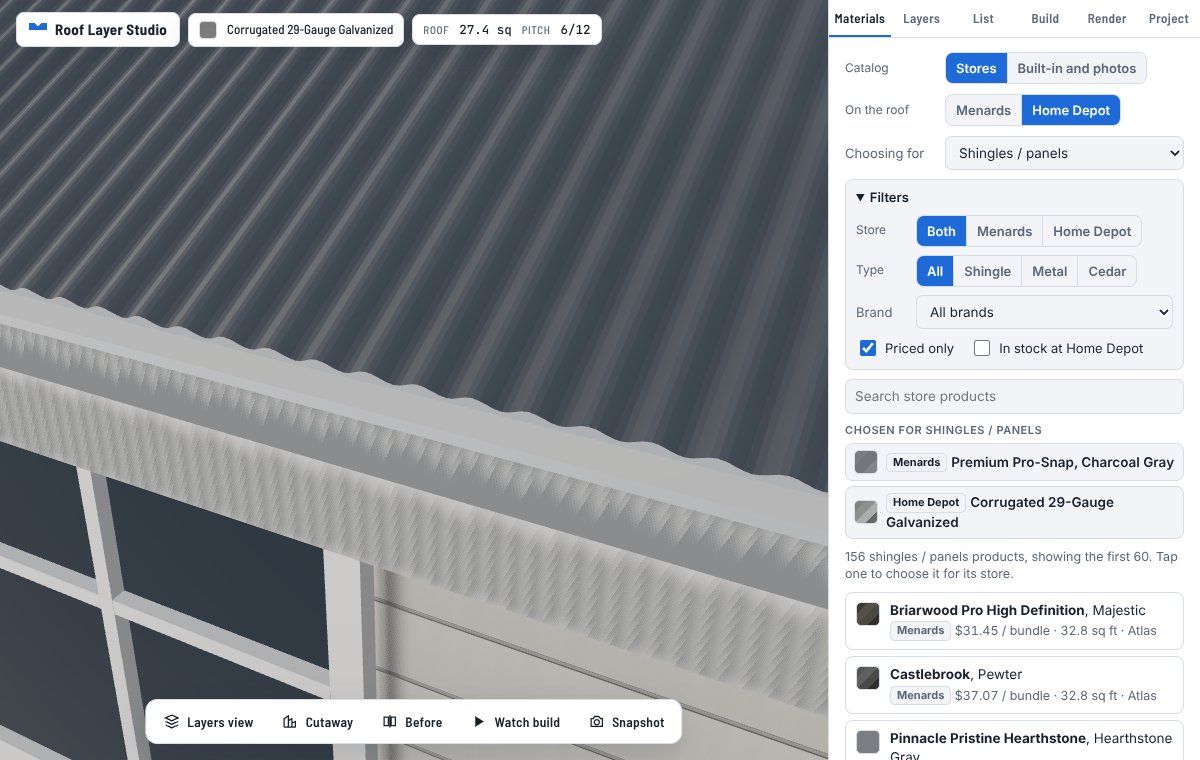 Roof Layer Studio
Corrugated 29-Gauge Galvanized
ROOF 27.4 sq PITCH 6/12
Materials Layers List Build Render Project
Catalog Stores Built-in and photos
On the roof Menards Home Depot
Choosing for Shingles / panels
▼ Filters
Store Both Menards Home Depot
Type All Shingle Metal Cedar
Brand All brands
Priced only In stock at Home Depot
Search store products
CHOSEN FOR SHINGLES / PANELS
Menards Premium Pro-Snap, Charcoal Gray
Home Depot Corrugated 29-Gauge
Galvanized
156 shingles / panels products, showing the first 60. Tap
one to choose it for its store.
Briarwood Pro High Definition, Majestic
Menards $31.45 / bundle · 32.8 sq ft · Atlas
Castlebrook, Pewter
Menards $37.07 / bundle · 32.8 sq ft · Atlas
Pinnacle Pristine Hearthstone, Hearthstone
Gray
Layers view Cutaway Before Watch build Snapshot